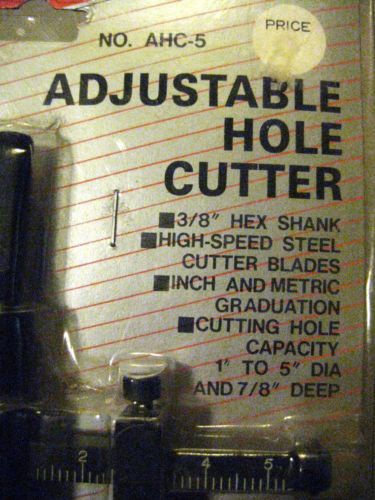 PRICE
NO. AHC-5
ADJUSTABLE
HOLE
CUTTER
■ 3/8" HEX SHANK
■ HIGH-SPEED STEEL
CUTTER BLADES
■ INCH AND METRIC
GRADUATION
■ CUTTING HOLE
CAPACITY
1" TO 5" DIA
AND 7/8" DEEP
2 4 5